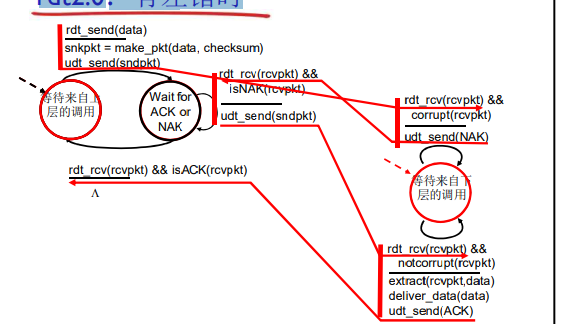 rdt2.0: 有差错时
rdt_send(data)
snkpkt = make_pkt(data, checksum)
udt_send(sndpkt)
等待来自上
层的调用
Wait for
ACK or
NAK
rdt_rcv(rcvpkt) &&
isNAK(rcvpkt)
udt_send(sndpkt)
rdt_rcv(rcvpkt) &&
corrupt(rcvpkt)
udt_send(NAK)
rdt_rcv(rcvpkt) && isACK(rcvpkt)
Λ
等待来自下
层的调用
rdt_rcv(rcvpkt) &&
notcorrupt(rcvpkt)
extract(rcvpkt,data)
deliver_data(data)
udt_send(ACK)